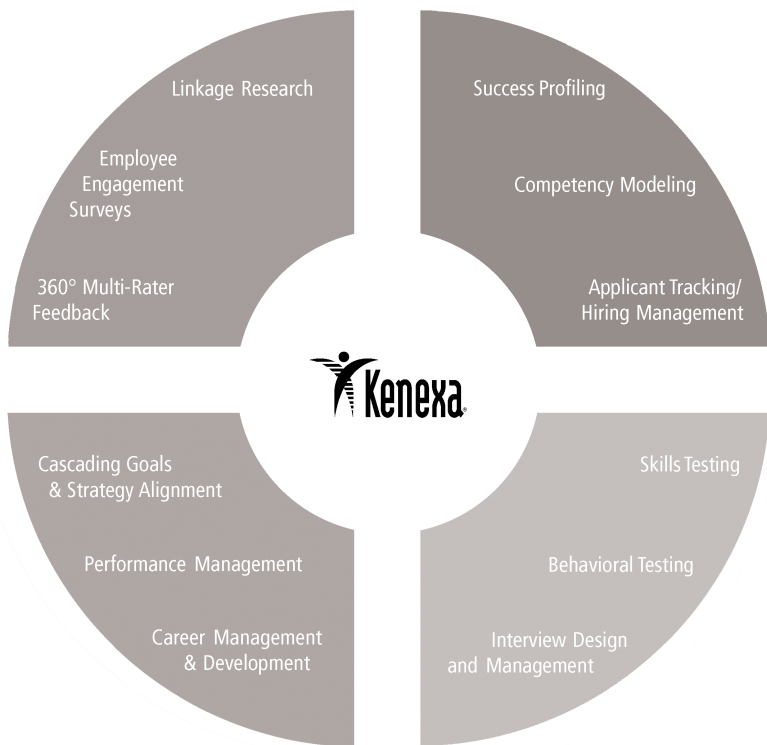 Linkage Research
Employee
Engagement
Surveys
360° Multi-Rater
Feedback
Success Profiling
Competency Modeling
Applicant Tracking/
Hiring Management
Kenexa®
Cascading Goals
& Strategy Alignment
Performance Management
Career Management
& Development
Skills Testing
Behavioral Testing
Interview Design
and Management